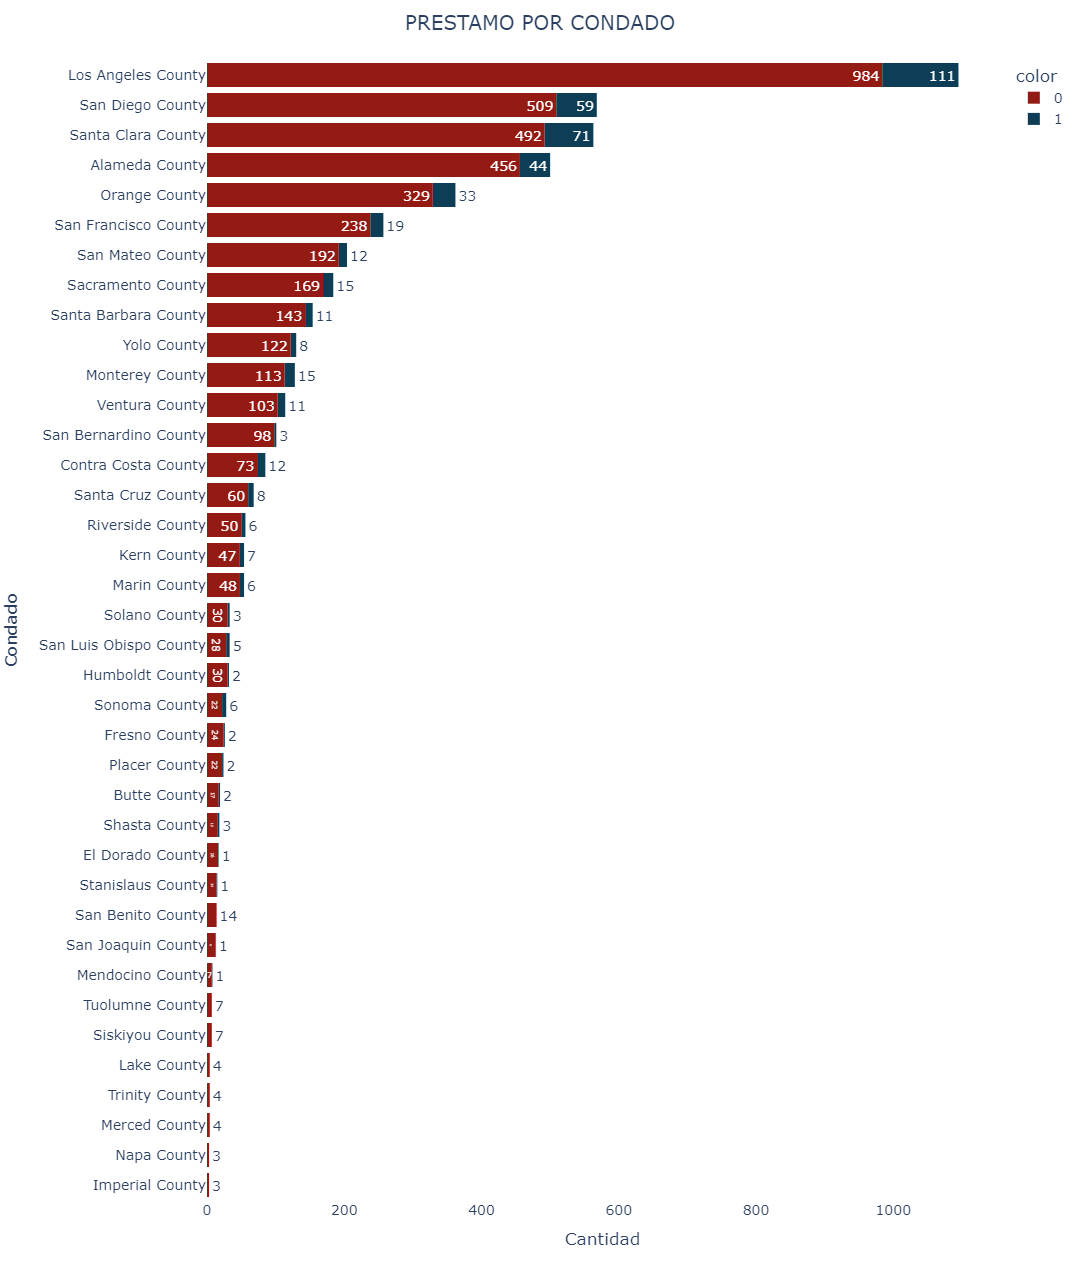 PRESTAMO POR CONDADO
color
0
1
Condado
Los Angeles County 984 111
San Diego County 509 59
Santa Clara County 492 71
Alameda County 456 44
Orange County 329 33
San Francisco County 238 19
San Mateo County 192 12
Sacramento County 169 15
Santa Barbara County 143 11
Yolo County 122 8
Monterey County 113 15
Ventura County 103 11
San Bernardino County 98 3
Contra Costa County 73 12
Santa Cruz County 60 8
Riverside County 50 6
Kern County 47 7
Marin County 48 6
Solano County 30 3
San Luis Obispo County 28 5
Humboldt County 30 2
Sonoma County 22 6
Fresno County 24 2
Placer County 22 2
Butte County 2
Shasta County 3
El Dorado County 1
Stanislaus County 1
San Benito County 14
San Joaquin County 1
Mendocino County 7 1
Tuolumne County 7
Siskiyou County 7
Lake County 4
Trinity County 4
Merced County 4
Napa County 3
Imperial County 3
0 200 400 600 800 1000
Cantidad